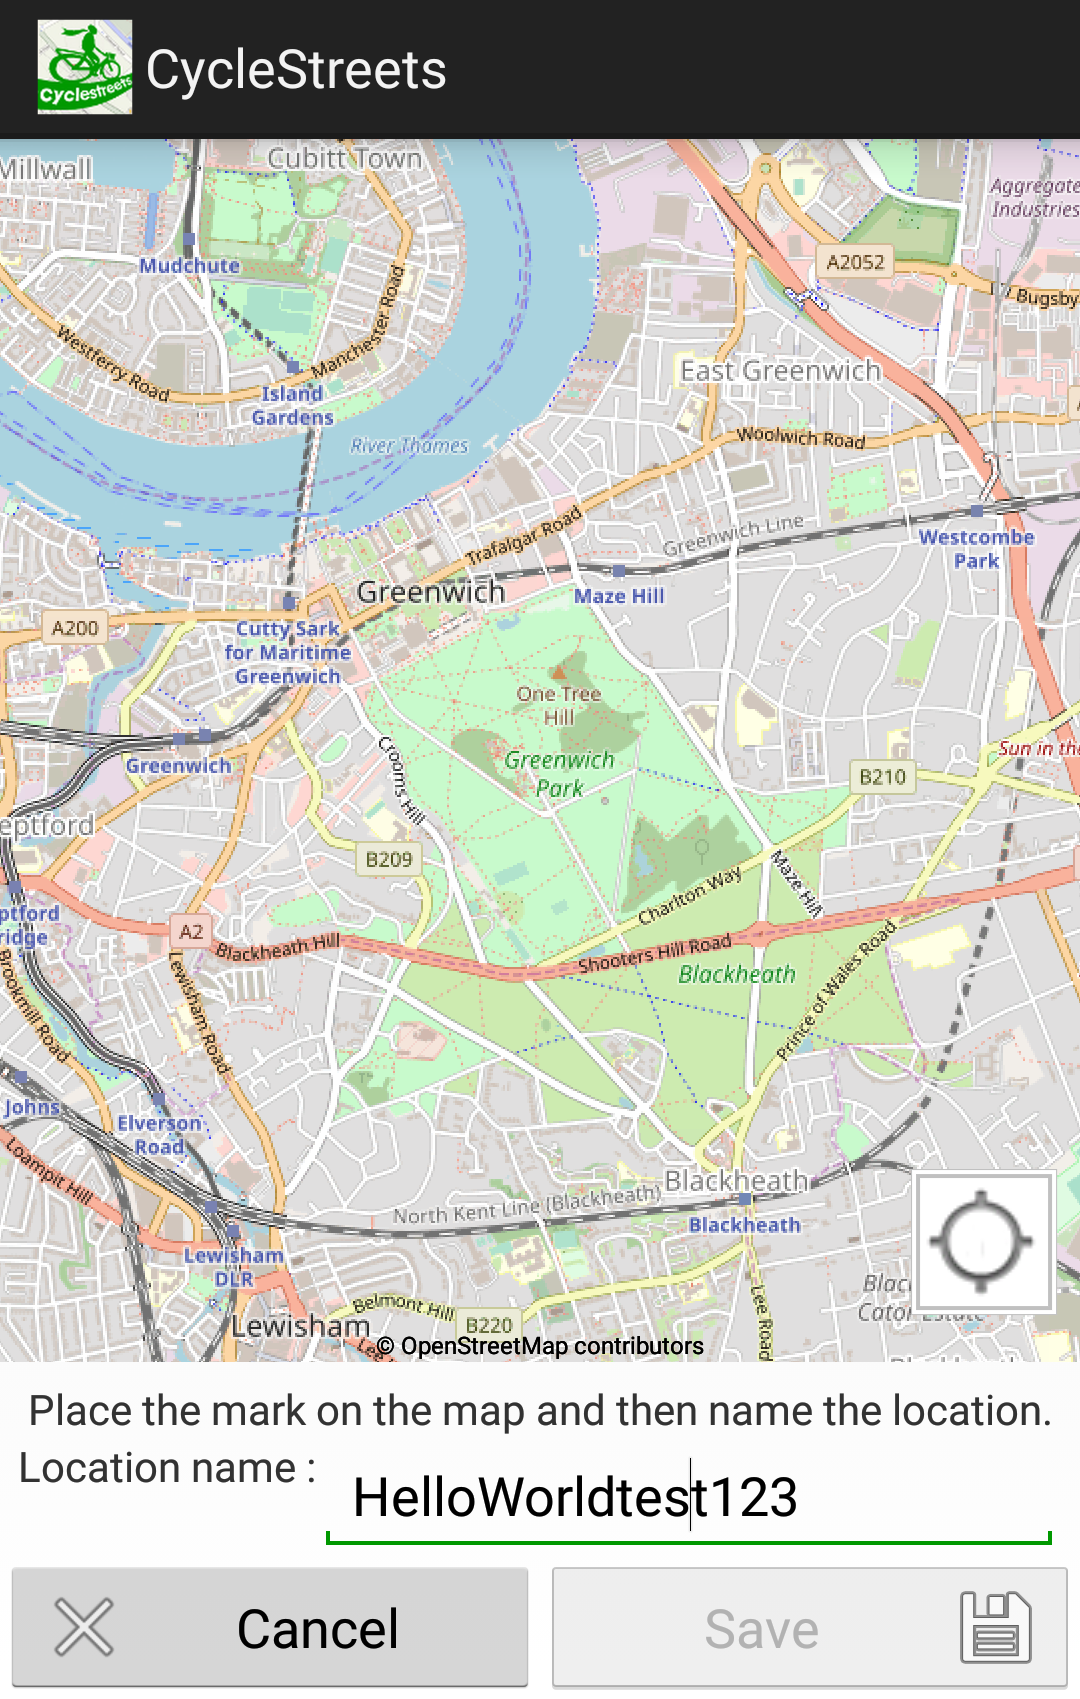 Cyclestreets
CycleStreets
Millwall
Cubitt Town
Aggregate
Industries
Mudchute
A2052
Bugsby
Manchester Road
Westferry Road
Island
Gardens
East Greenwich
River Thames
Woolwich Road
Trafalgar Road
Greenwich Line
Westcombe
Park
Greenwich
Maze Hill
A200
Cutty Sark
for Maritime
Greenwich
One Tree
Hill
Crooms Hill
Greenwich
Park
Greenwich
Sun in the
B210
eptford
B209
Charlton Way
Maze Hill
ptford
ridge
A2
Blackheath Hill
Shooters Hill Road
Blackheath
Prince of Wales Road
Brookmill Road
Lewisham Road
Johns
Elverson
Road
Loampit Hill
Blackheath
North Kent Line (Blackheath)
Blackheath
Lewisham
DLR
Belmont Hill
B220
Lee Road
Lewisham
Lee
© OpenStreetMap contributors
Place the mark on the map and then name the location.
Location name :
HelloWorldtest123
Cancel
Save